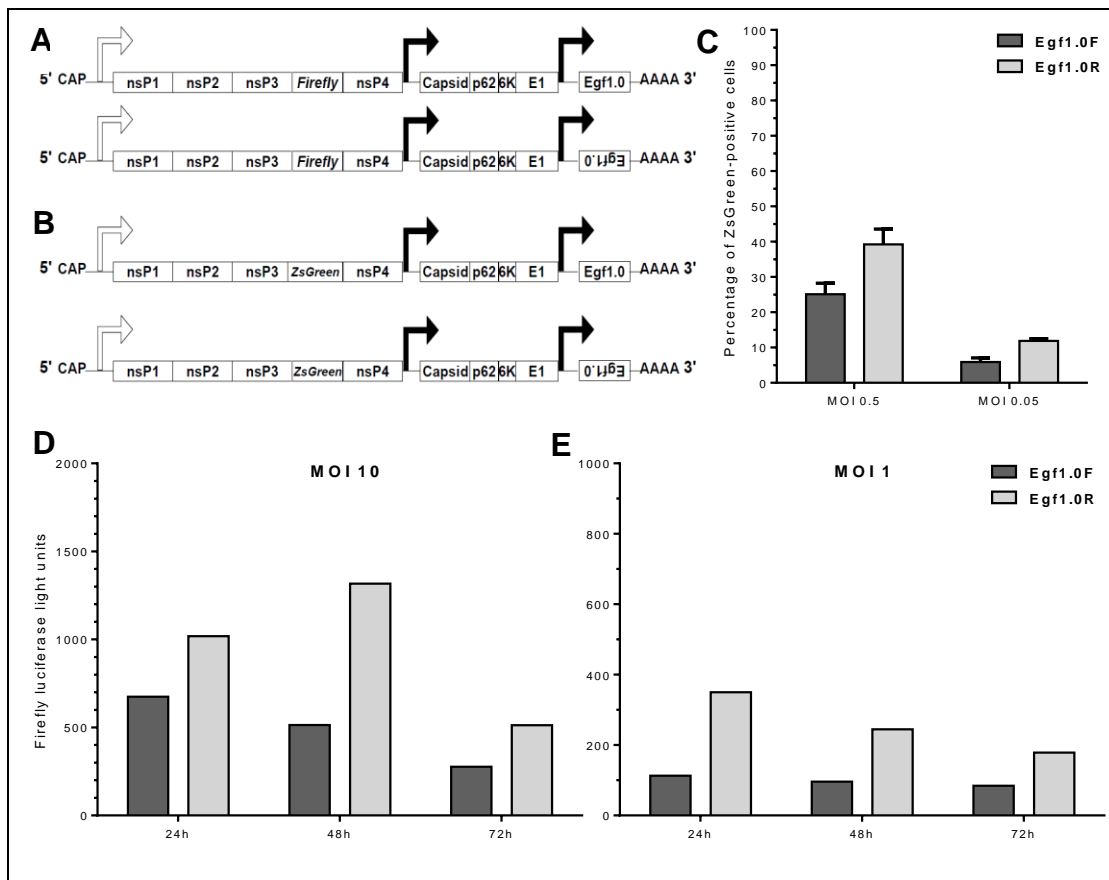 A
5' CAP nsP1 nsP2 nsP3 Firefly nsP4 Capsid p62 6K E1 Egf1.0 AAAA 3'
5' CAP nsP1 nsP2 nsP3 Firefly nsP4 Capsid p62 6K E1 Egf1.0 AAAA 3'
B
5' CAP nsP1 nsP2 nsP3 ZsGreen nsP4 Capsid p62 6K E1 Egf1.0 AAAA 3'
5' CAP nsP1 nsP2 nsP3 ZsGreen nsP4 Capsid p62 6K E1 Egf1.0 AAAA 3'
C
Percentage of ZsGreen-positive cells
100
90
80
70
60
50
40
30
20
10
0
MOI 0.5 MOI 0.05
Egf1.0F
Egf1.0R
D
MOI 10
Firefly luciferase light units
2000
1500
1000
500
0
24h 48h 72h
E
MOI 1
1000
800
600
400
200
0
24h 48h 72h
Egf1.0F
Egf1.0R